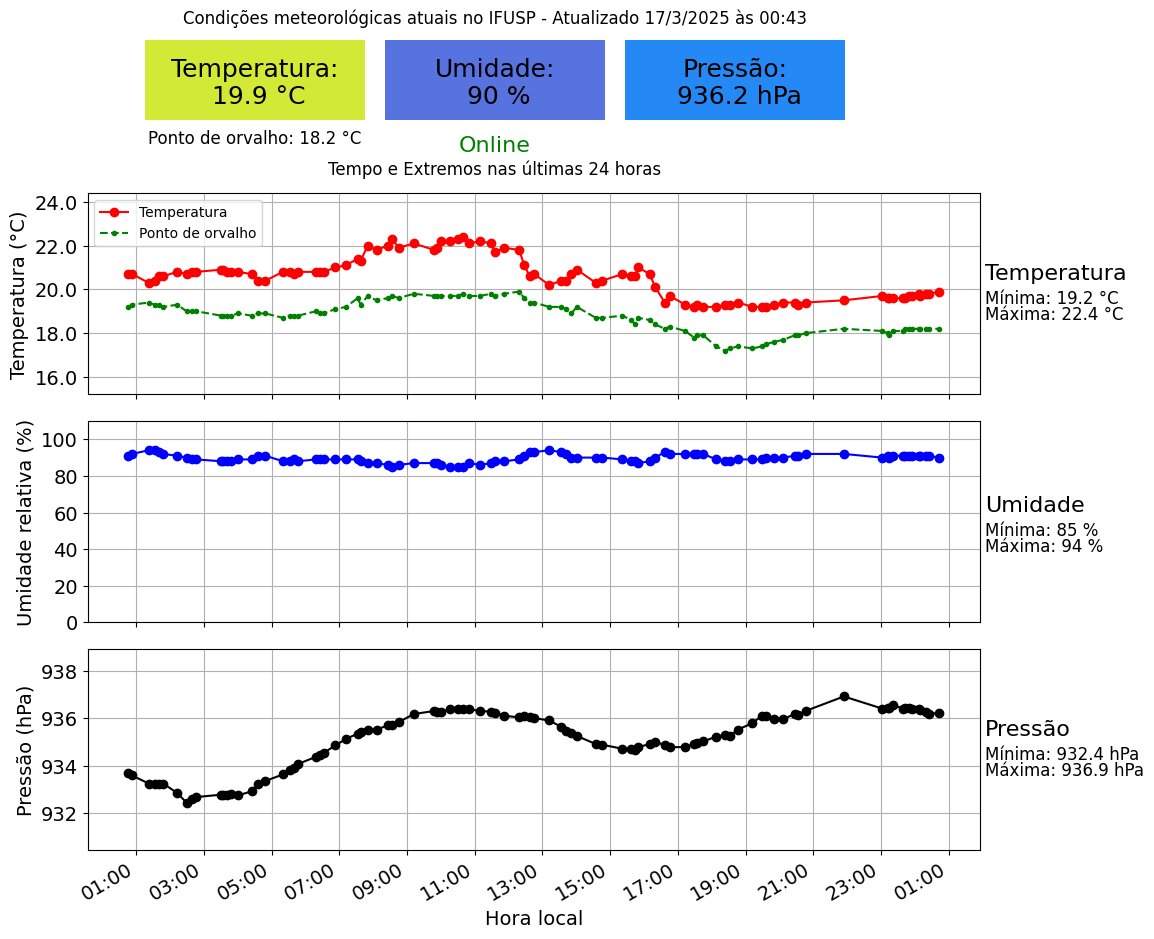 Condições meteorológicas atuais no IFUSP - Atualizado 17/3/2025 às 00:43
Temperatura:
19.9 °C
Umidade:
90 %
Pressão:
936.2 hPa
Ponto de orvalho: 18.2 °C
Online
Tempo e Extremos nas últimas 24 horas
Temperatura (°C)
24.0
22.0
20.0
18.0
16.0
Temperatura
Ponto de orvalho
Temperatura
Mínima: 19.2 °C
Máxima: 22.4 °C
Umidade relativa (%)
100
80
60
40
20
0
Umidade
Mínima: 85 %
Máxima: 94 %
Pressão (hPa)
938
936
934
932
Pressão
Mínima: 932.4 hPa
Máxima: 936.9 hPa
01:00
03:00
05:00
07:00
09:00
11:00
13:00
15:00
17:00
19:00
21:00
23:00
01:00
Hora local